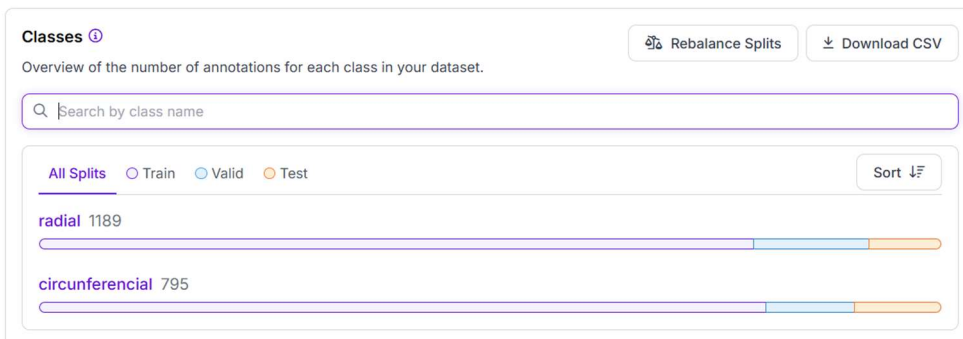 Classes
Rebalance Splits
Download CSV
Overview of the number of annotations for each class in your dataset.
Search by class name
All Splits Train Valid Test
Sort
radial 1189
circunferencial 795